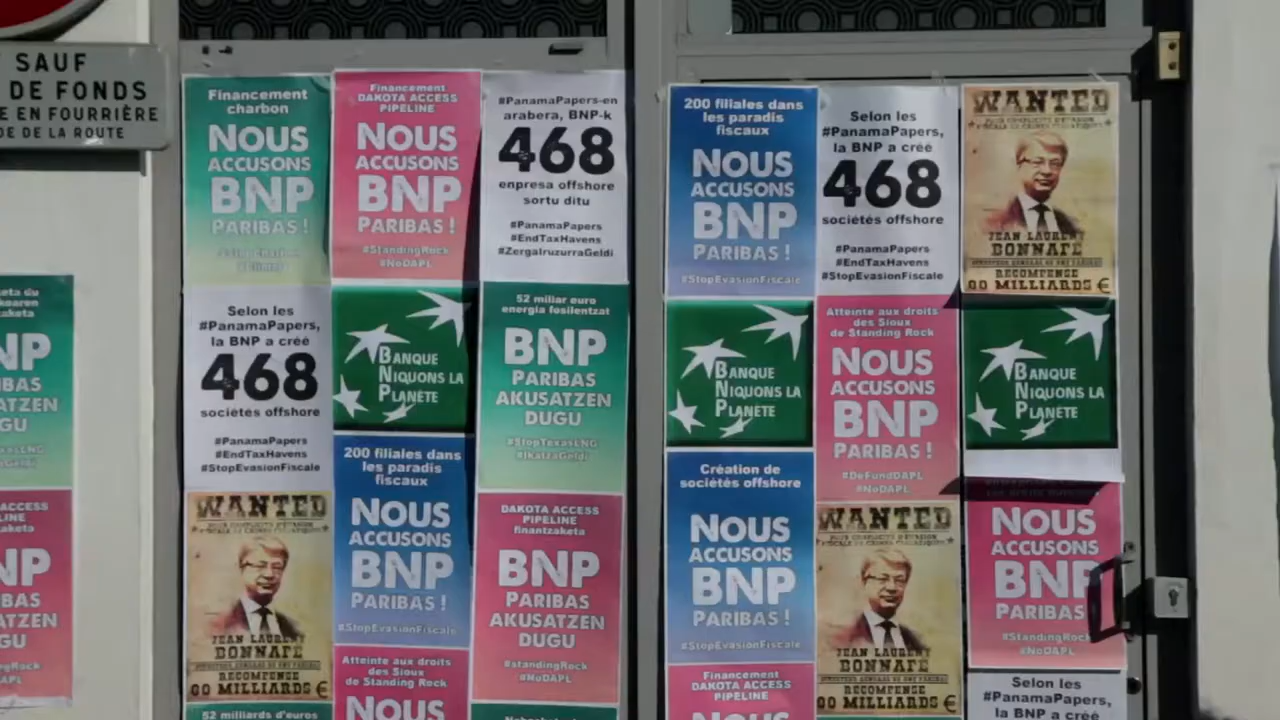 SAUF
DE FONDS
E EN FOURRIÈRE
DE DE LA ROUTE
NP
IBAS
ATZEN
GU
ACCESS
LINE
NP
BAS
TZEN
GU
Financement
charbon
NOUS
ACCUSONS
BNP
PARIBAS !
Selon les
#PanamaPapers,
la BNP a créé
468
sociétés offshore
#PanamaPapers
#EndTaxHavens
#StopEvasionFiscale
WANTED
JEAN LAURENT
BONNAFÉ
RECOMPENSE
00 MILLIARDS €
52 milliards d'euros
Financement
DAKOTA ACCESS
PIPELINE
NOUS
ACCUSONS
BNP
PARIBAS !
#StandingRock
#NoDAPL
BANQUE
NIQUONS LA
PLANÈTE
200 filiales dans
les paradis
fiscaux
NOUS
ACCUSONS
BNP
PARIBAS !
#StopEvasionFiscale
Atteinte aux droits
des Sioux
de Standing Rock
NOUS
#PanamaPapers-en
arabera, BNP-k
468
enpresa offshore
sortu ditu
#PanamaPapers
#EndTaxHavens
#ZergaIruzurraGeldi
52 miliar euro
energia fosilentzat
BNP
PARIBAS
AKUSATZEN
DUGU
#StopTexasLNG
#IkatzaGeldi
DAKOTA ACCESS
PIPELINE
finantzaketa
BNP
PARIBAS
AKUSATZEN
DUGU
#standingRock
#NoDAPL
200 filiales dans
les paradis
fiscaux
NOUS
ACCUSONS
BNP
PARIBAS !
#StopEvasionFiscale
BANQUE
NIQUONS LA
PLANÈTE
Création de
sociétés offshore
NOUS
ACCUSONS
BNP
PARIBAS !
#StopEvasionFiscale
Financement
DAKOTA ACCESS
PIPELINE
NOUS
Selon les
#PanamaPapers,
la BNP a créé
468
sociétés offshore
#PanamaPapers
#EndTaxHavens
#StopEvasionFiscale
Atteinte aux droits
des Sioux
de Standing Rock
NOUS
ACCUSONS
BNP
PARIBAS !
#DeFundDAPL
#NoDAPL
WANTED
JEAN LAURENT
BONNAFÉ
RECOMPENSE
00 MILLIARDS €
WANTED
JEAN LAURENT
BONNAFÉ
RECOMPENSE
00 MILLIARDS €
BANQUE
NIQUONS LA
PLANÈTE
NOUS
ACCUSONS
BNP
PARIBAS
#StandingRock
#NoDAPL
Selon les
#PanamaPapers,
la BNP a créé